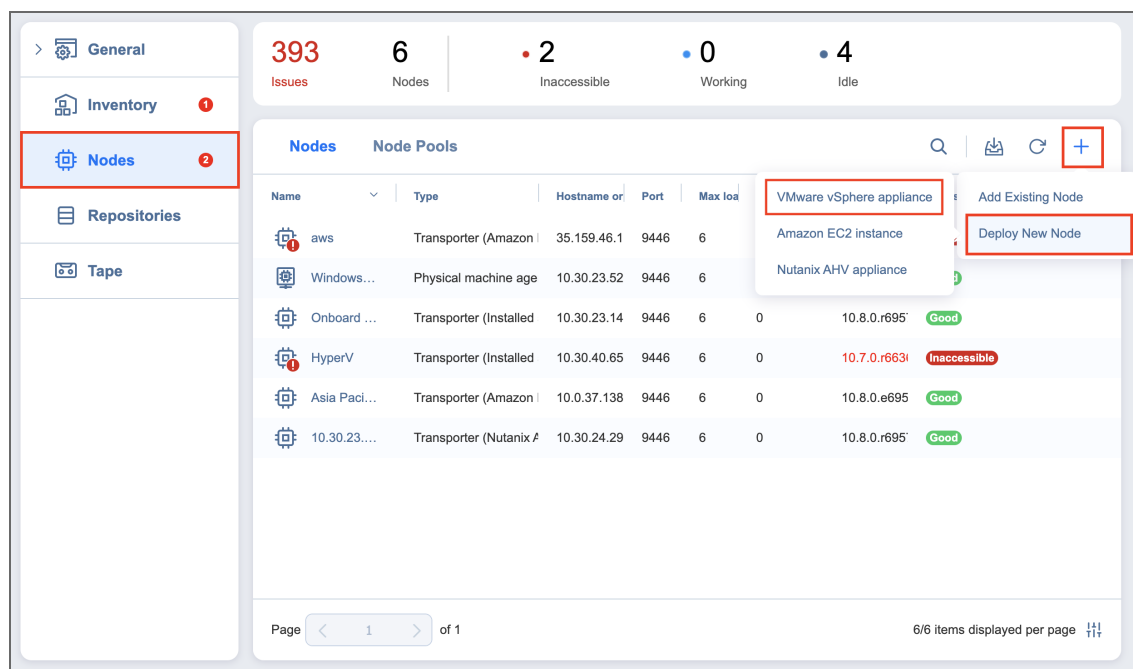 General
Inventory 1
Nodes 2
Repositories
Tape
393 6 2 0 4
Issues Nodes Inaccessible Working Idle
Nodes Node Pools
Name Type Hostname or Port Max loa
VMware vSphere appliance
Amazon EC2 instance
Nutanix AHV appliance
Add Existing Node
Deploy New Node
aws Transporter (Amazon 35.159.46.1 9446 6
Windows... Physical machine age 10.30.23.52 9446 6
Onboard ... Transporter (Installed 10.30.23.14 9446 6 0 10.8.0.r695 Good
HyperV Transporter (Installed 10.30.40.65 9446 6 0 10.7.0.r663 Inaccessible
Asia Paci... Transporter (Amazon 10.0.37.138 9446 6 0 10.8.0.e695 Good
10.30.23.... Transporter (Nutanix 10.30.24.29 9446 6 0 10.8.0.r695 Good
Page 1 of 1
6/6 items displayed per page